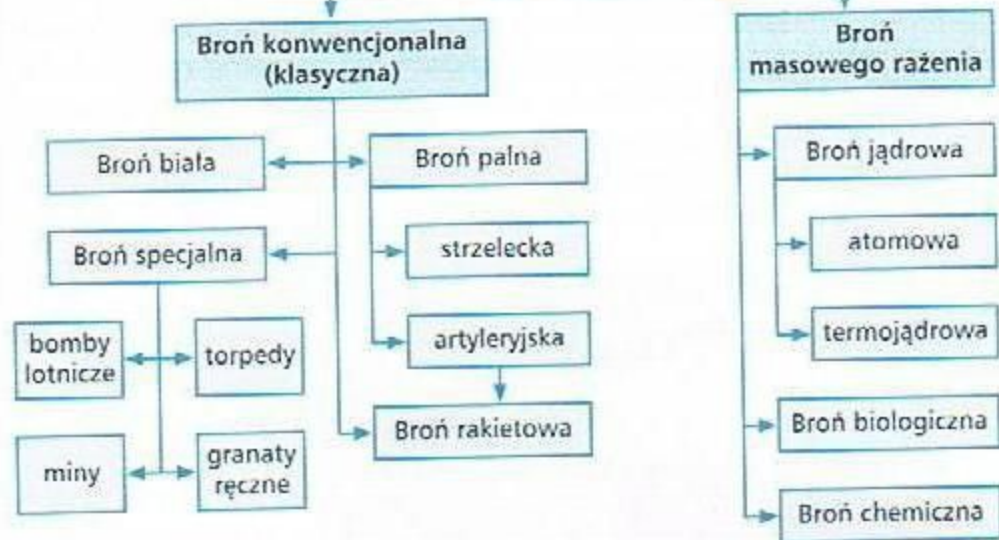 Broń konwencjonalna
(klasyczna)
Broń biała
Broń palna
Broń specjalna
strzelecka
bomby
lotnicze
torpedy
artyleryjska
miny
granaty
ręczne
Broń rakietowa
Broń
masowego rażenia
Broń jądrowa
atomowa
termojądrowa
Broń biologiczna
Broń chemiczna